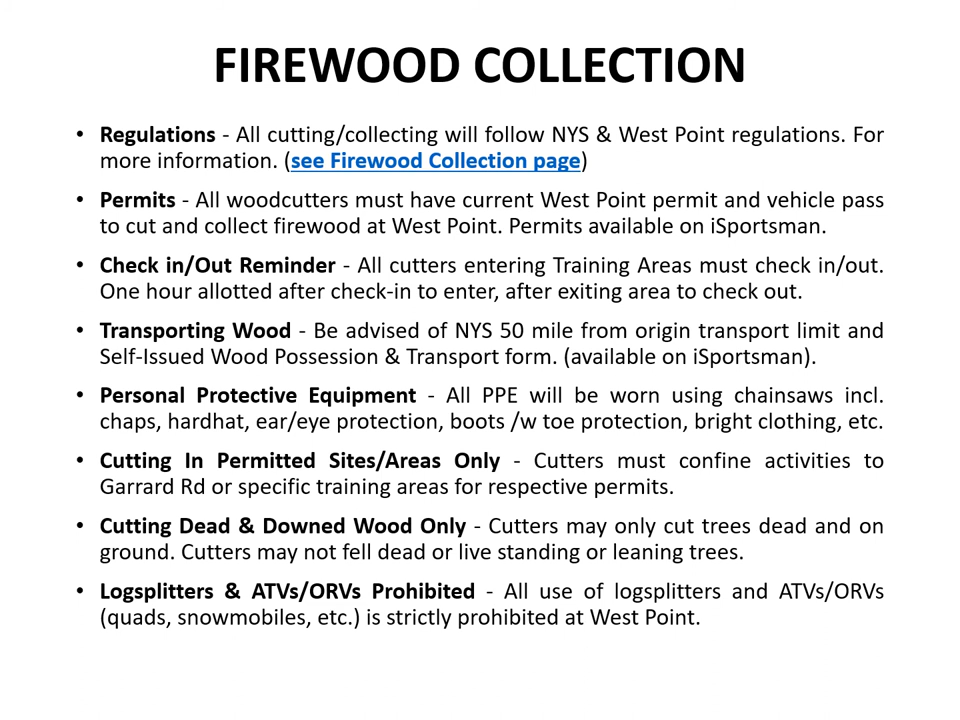 FIREWOOD COLLECTION
• Regulations - All cutting/collecting will follow NYS & West Point regulations. For
more information. (see Firewood Collection page)
• Permits - All woodcutters must have current West Point permit and vehicle pass
to cut and collect firewood at West Point. Permits available on iSportsman.
• Check in/Out Reminder - All cutters entering Training Areas must check in/out.
One hour allotted after check-in to enter, after exiting area to check out.
• Transporting Wood - Be advised of NYS 50 mile from origin transport limit and
Self-Issued Wood Possession & Transport form. (available on iSportsman).
• Personal Protective Equipment - All PPE will be worn using chainsaws incl.
chaps, hardhat, ear/eye protection, boots /w toe protection, bright clothing, etc.
• Cutting In Permitted Sites/Areas Only - Cutters must confine activities to
Garrard Rd or specific training areas for respective permits.
• Cutting Dead & Downed Wood Only - Cutters may only cut trees dead and on
ground. Cutters may not fell dead or live standing or leaning trees.
• Logsplitters & ATVs/ORVs Prohibited - All use of logsplitters and ATVs/ORVs
(quads, snowmobiles, etc.) is strictly prohibited at West Point.